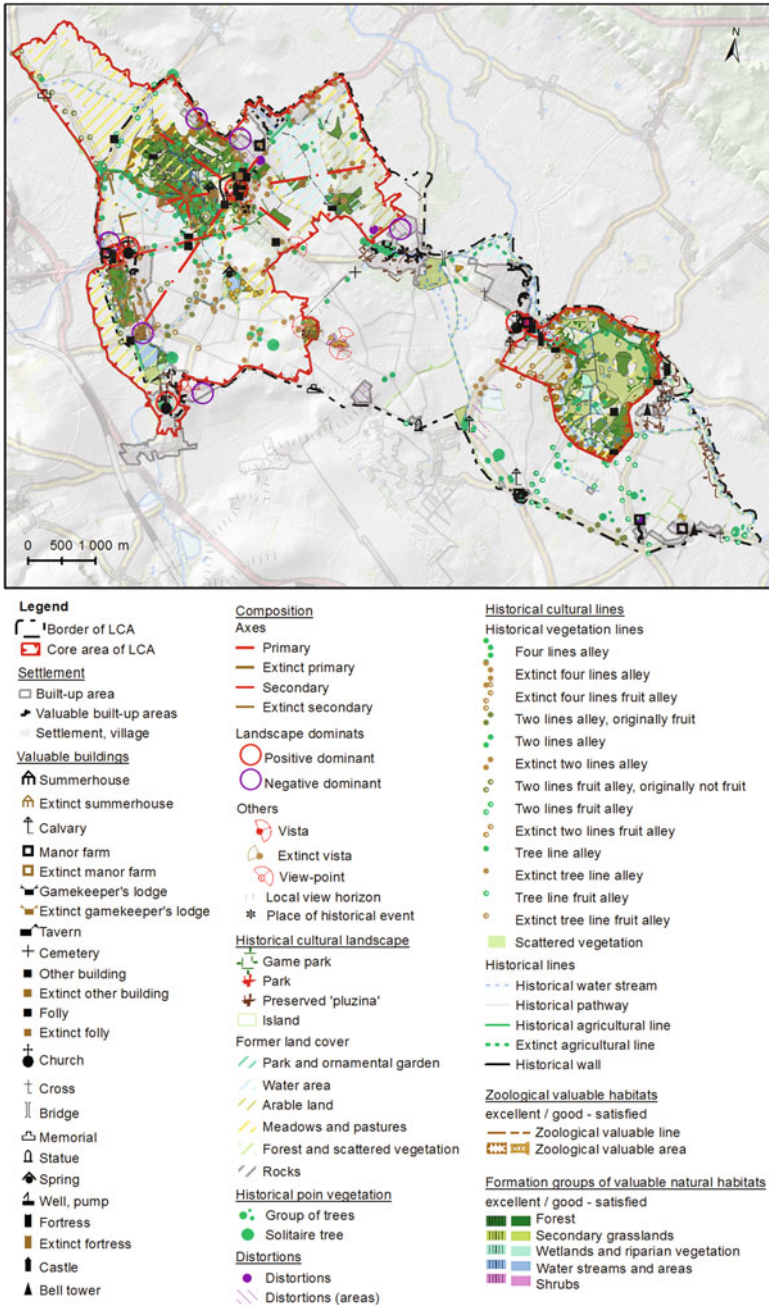 N
0 500 1 000 m
Legend
Border of LCA
Core area of LCA
Settlement
Built-up area
Valuable built-up areas
Settlement, village
Valuable buildings
Summerhouse
Extinct summerhouse
Calvary
Manor farm
Extinct manor farm
Gamekeeper's lodge
Extinct gamekeeper's lodge
Tavern
Cemetery
Other building
Extinct other building
Folly
Extinct folly
Church
Cross
Bridge
Memorial
Statue
Spring
Well, pump
Fortress
Extinct fortress
Castle
Bell tower
Composition
Axes
Primary
Extinct primary
Secondary
Extinct secondary
Landscape dominats
Positive dominant
Negative dominant
Others
Vista
Extinct vista
View-point
Local view horizon
Place of historical event
Historical cultural landscape
Game park
Park
Preserved 'pluzina'
Island
Former land cover
Park and ornamental garden
Water area
Arable land
Meadows and pastures
Forest and scattered vegetation
Rocks
Historical poin vegetation
Group of trees
Solitaire tree
Distortions
Distortions
Distortions (areas)
Historical cultural lines
Historical vegetation lines
Four lines alley
Extinct four lines alley
Extinct four lines fruit alley
Two lines alley, originally fruit
Two lines alley
Extinct two lines alley
Two lines fruit alley, originally not fruit
Two lines fruit alley
Extinct two lines fruit alley
Tree line alley
Extinct tree line alley
Tree line fruit alley
Extinct tree line fruit alley
Scattered vegetation
Historical lines
Historical water stream
Historical pathway
Historical agricultural line
Extinct agricultural line
Historical wall
Zoological valuable habitats
excellent / good - satisfied
Zoological valuable line
Zoological valuable area
Formation groups of valuable natural habitats
excellent / good - satisfied
Forest
Secondary grasslands
Wetlands and riparian vegetation
Water streams and areas
Shrubs